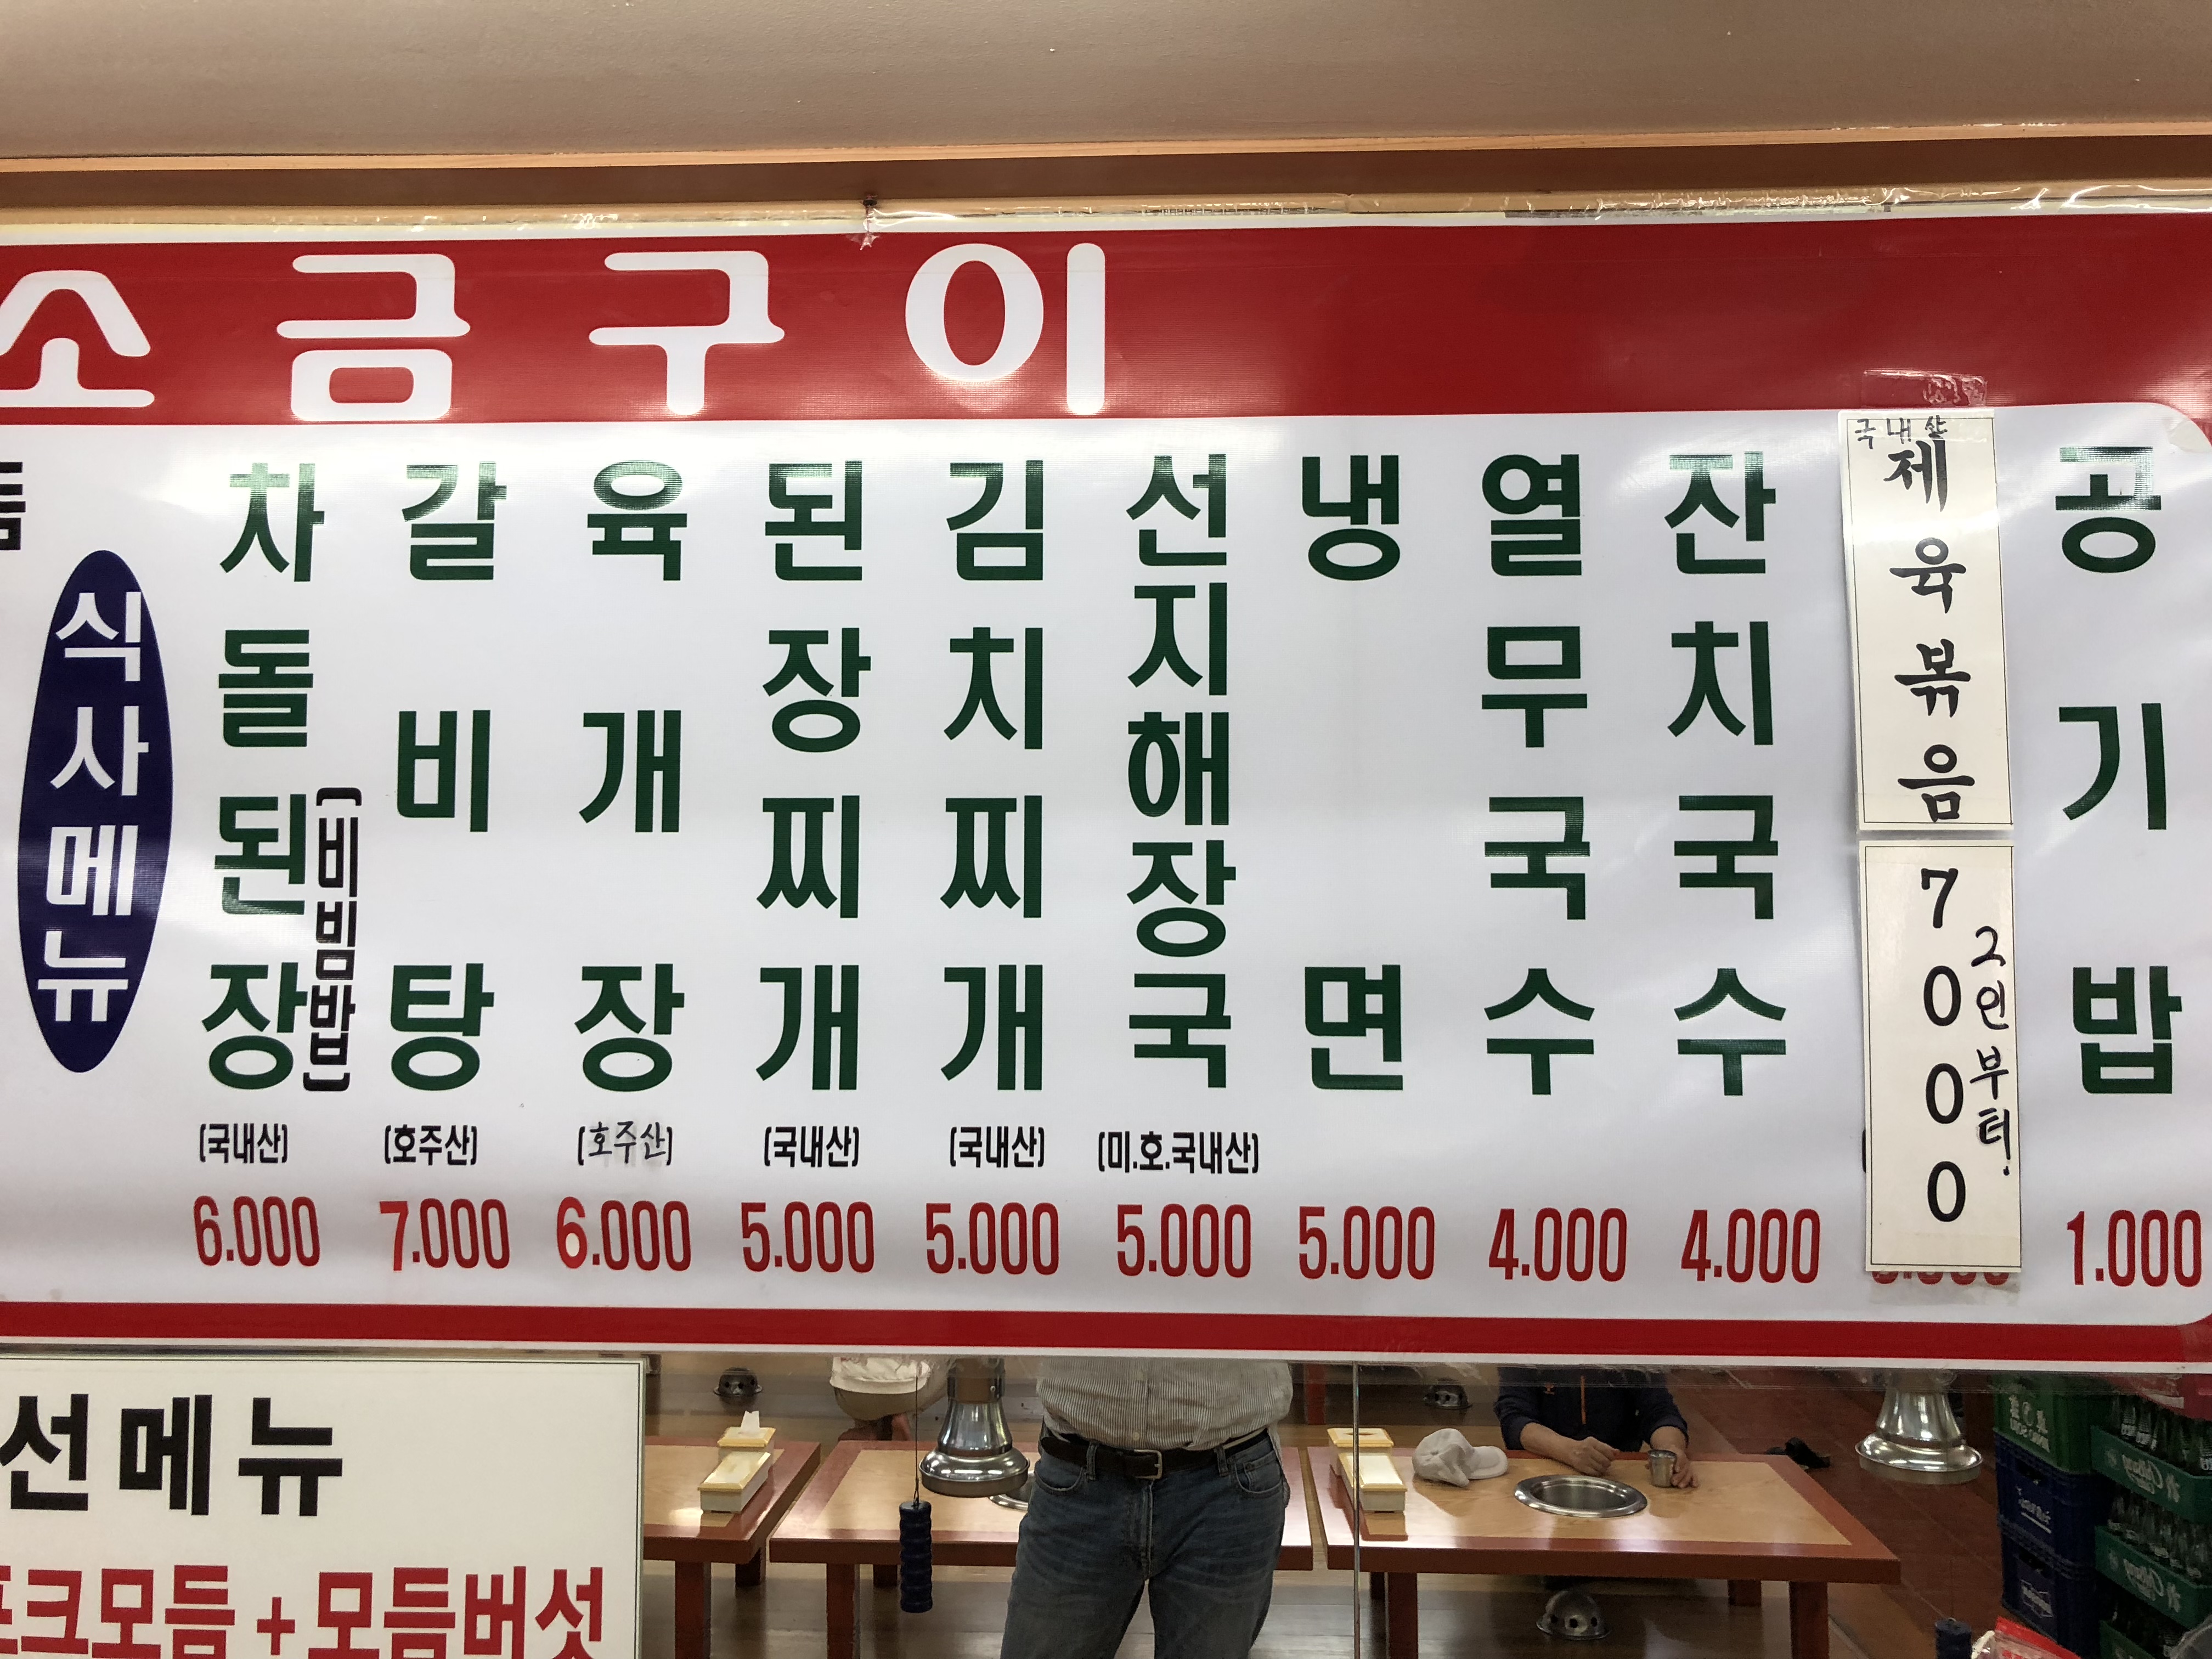 소금구이
식사메뉴
차돌된장
(비빔밥)
(국내산)
6.000
갈비탕
(호주산)
7.000
육개장
(호주산)
6.000
된장찌개
(국내산)
5.000
김치찌개
(국내산)
5.000
선지해장국
(미.호.국내산)
5.000
냉면
5.000
열무국수
4.000
잔치국수
4.000
국내산
제육볶음
7000
2인부터.
공기밥
1.000
선메뉴
크모듬+모듬버섯